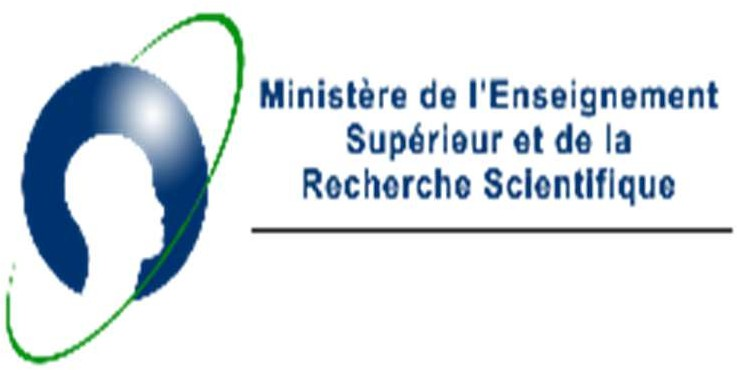 Ministère de l'Enseignement
Supérieur et de la
Recherche Scientifique